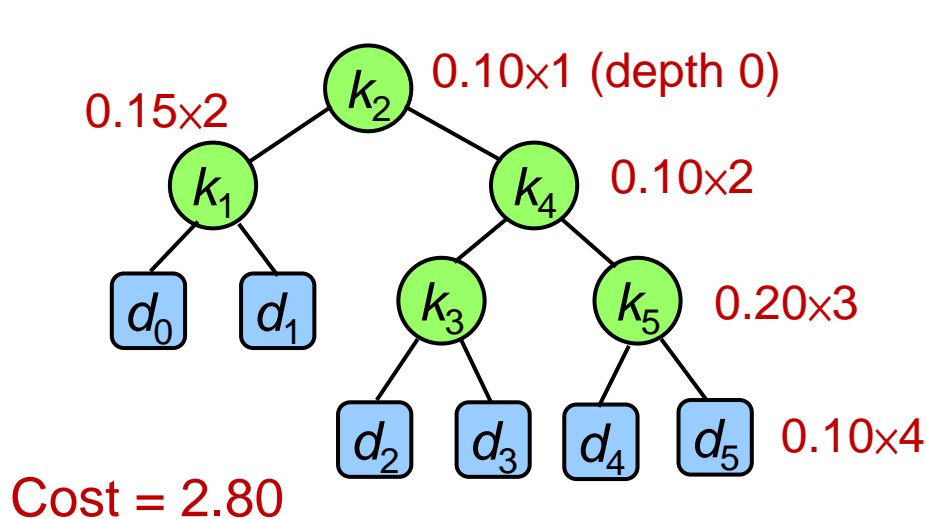 k₂ 0.10×1 (depth 0)
0.15×2
k₁ k₄ 0.10×2
d₀ d₁ k₃ k₅ 0.20×3
d₂ d₃ d₄ d₅ 0.10×4
Cost = 2.80